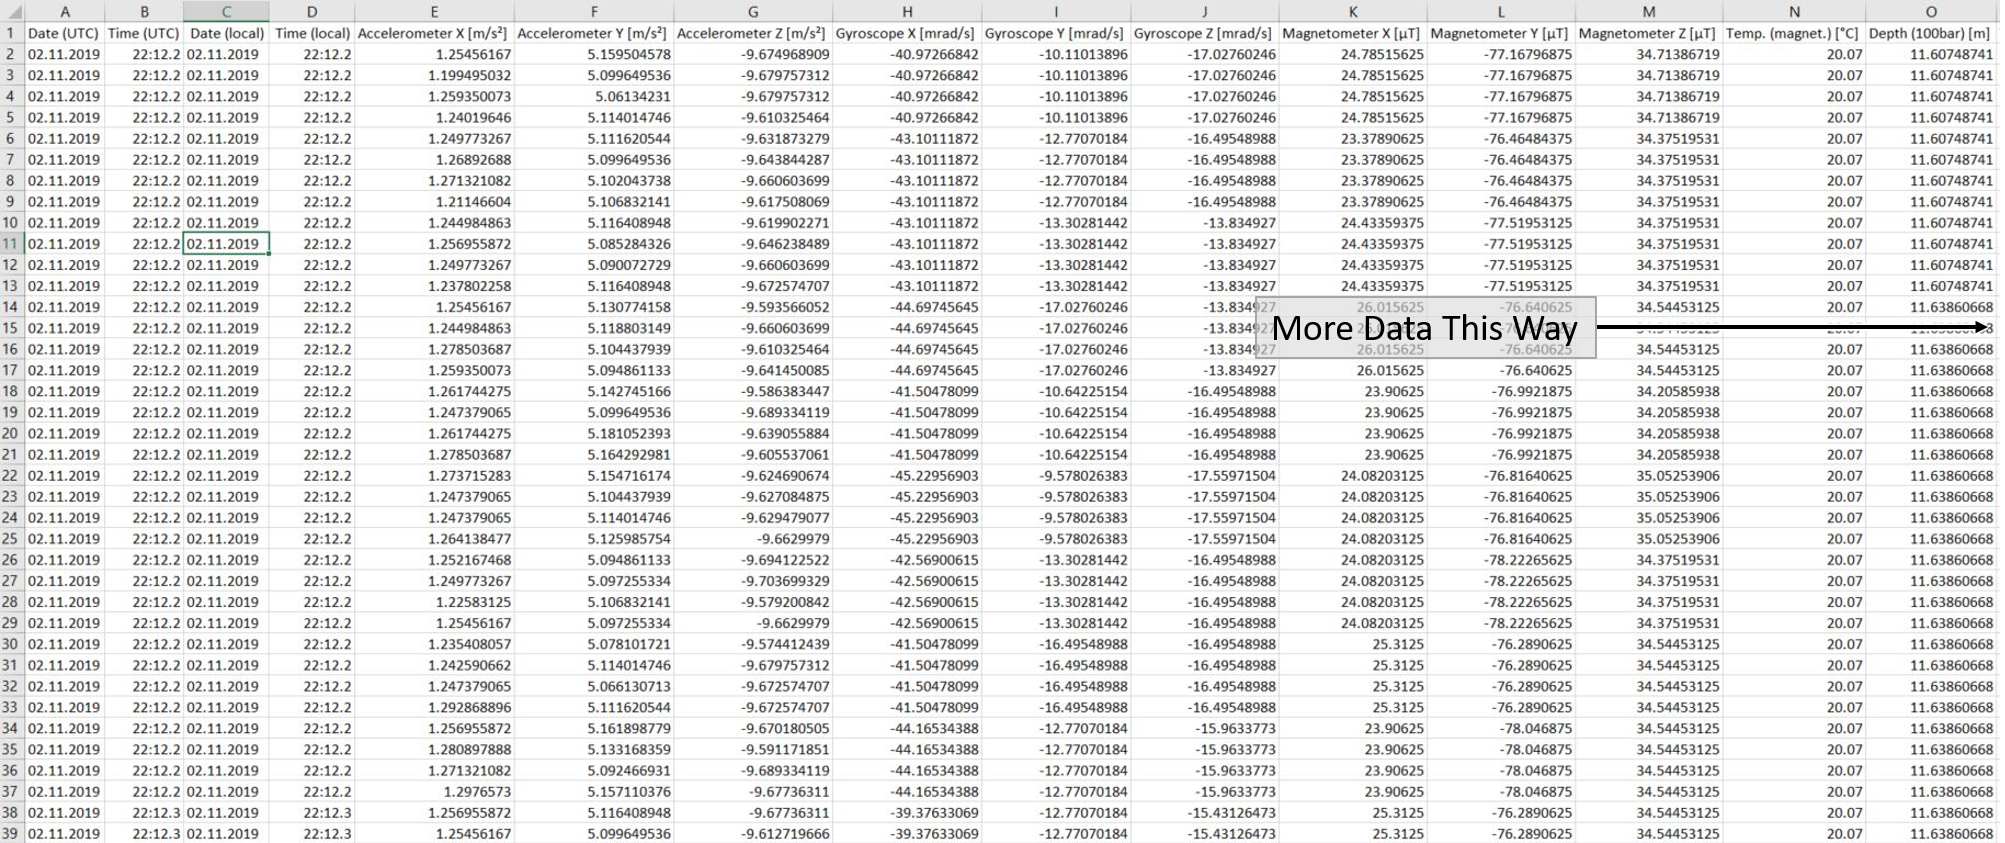 A B C D E F G H I J K L M N O
1 Date (UTC) Time (UTC) Date (local) Time (local) Accelerometer X [m/s²] Accelerometer Y [m/s²] Accelerometer Z [m/s²] Gyroscope X [mrad/s] Gyroscope Y [mrad/s] Gyroscope Z [mrad/s] Magnetometer X [µT] Magnetometer Y [µT] Magnetometer Z [µT] Temp. (magnet.) [°C] Depth (100bar) [m]
2 02.11.2019 22:12.2 02.11.2019 22:12.2 1.25456167 5.159504578 -9.674968909 -40.97266842 -10.11013896 -17.02760246 24.78515625 -77.16796875 34.71386719 20.07 11.60748741
3 02.11.2019 22:12.2 02.11.2019 22:12.2 1.199495032 5.099649536 -9.679757312 -40.97266842 -10.11013896 -17.02760246 24.78515625 -77.16796875 34.71386719 20.07 11.60748741
4 02.11.2019 22:12.2 02.11.2019 22:12.2 1.259350073 5.06134231 -9.679757312 -40.97266842 -10.11013896 -17.02760246 24.78515625 -77.16796875 34.71386719 20.07 11.60748741
5 02.11.2019 22:12.2 02.11.2019 22:12.2 1.24019646 5.114014746 -9.610325464 -40.97266842 -10.11013896 -17.02760246 24.78515625 -77.16796875 34.71386719 20.07 11.60748741
6 02.11.2019 22:12.2 02.11.2019 22:12.2 1.249773267 5.111620544 -9.631873279 -43.10111872 -12.77070184 -16.49548988 23.37890625 -76.46484375 34.37519531 20.07 11.60748741
7 02.11.2019 22:12.2 02.11.2019 22:12.2 1.26892688 5.099649536 -9.643844287 -43.10111872 -12.77070184 -16.49548988 23.37890625 -76.46484375 34.37519531 20.07 11.60748741
8 02.11.2019 22:12.2 02.11.2019 22:12.2 1.271321082 5.102043738 -9.660603699 -43.10111872 -12.77070184 -16.49548988 23.37890625 -76.46484375 34.37519531 20.07 11.60748741
9 02.11.2019 22:12.2 02.11.2019 22:12.2 1.21146604 5.106832141 -9.617508069 -43.10111872 -12.77070184 -16.49548988 23.37890625 -76.46484375 34.37519531 20.07 11.60748741
10 02.11.2019 22:12.2 02.11.2019 22:12.2 1.244984863 5.116408948 -9.619902271 -43.10111872 -13.30281442 -13.834927 24.43359375 -77.51953125 34.37519531 20.07 11.60748741
11 02.11.2019 22:12.2 02.11.2019 22:12.2 1.256955872 5.085284326 -9.646238489 -43.10111872 -13.30281442 -13.834927 24.43359375 -77.51953125 34.37519531 20.07 11.60748741
12 02.11.2019 22:12.2 02.11.2019 22:12.2 1.249773267 5.090072729 -9.660603699 -43.10111872 -13.30281442 -13.834927 24.43359375 -77.51953125 34.37519531 20.07 11.60748741
13 02.11.2019 22:12.2 02.11.2019 22:12.2 1.237802258 5.116408948 -9.672574707 -43.10111872 -13.30281442 -13.834927 24.43359375 -77.51953125 34.37519531 20.07 11.60748741
14 02.11.2019 22:12.2 02.11.2019 22:12.2 1.25456167 5.130774158 -9.593566052 -44.69745645 -17.02760246 -13.834927 26.015625 -76.640625 34.54453125 20.07 11.63860668
15 02.11.2019 22:12.2 02.11.2019 22:12.2 1.244984863 5.118803149 -9.660603699 -44.69745645 -17.02760246
More Data This Way
16 02.11.2019 22:12.2 02.11.2019 22:12.2 1.278503687 5.104437939 -9.610325464 -44.69745645 -17.02760246 -13.834927 26.015625 -76.640625 34.54453125 20.07 11.63860668
17 02.11.2019 22:12.2 02.11.2019 22:12.2 1.259350073 5.094861133 -9.641450085 -44.69745645 -17.02760246 -13.834927 26.015625 -76.640625 34.54453125 20.07 11.63860668
18 02.11.2019 22:12.2 02.11.2019 22:12.2 1.261744275 5.142745166 -9.586383447 -41.50478099 -10.64225154 -16.49548988 23.90625 -76.9921875 34.20585938 20.07 11.63860668
19 02.11.2019 22:12.2 02.11.2019 22:12.2 1.247379065 5.099649536 -9.689334119 -41.50478099 -10.64225154 -16.49548988 23.90625 -76.9921875 34.20585938 20.07 11.63860668
20 02.11.2019 22:12.2 02.11.2019 22:12.2 1.261744275 5.181052393 -9.639055884 -41.50478099 -10.64225154 -16.49548988 23.90625 -76.9921875 34.20585938 20.07 11.63860668
21 02.11.2019 22:12.2 02.11.2019 22:12.2 1.278503687 5.164292981 -9.605537061 -41.50478099 -10.64225154 -16.49548988 23.90625 -76.9921875 34.20585938 20.07 11.63860668
22 02.11.2019 22:12.2 02.11.2019 22:12.2 1.273715283 5.154716174 -9.624690674 -45.22956903 -9.578026383 -17.55971504 24.08203125 -76.81640625 35.05253906 20.07 11.63860668
23 02.11.2019 22:12.2 02.11.2019 22:12.2 1.247379065 5.104437939 -9.627084875 -45.22956903 -9.578026383 -17.55971504 24.08203125 -76.81640625 35.05253906 20.07 11.63860668
24 02.11.2019 22:12.2 02.11.2019 22:12.2 1.247379065 5.114014746 -9.629479077 -45.22956903 -9.578026383 -17.55971504 24.08203125 -76.81640625 35.05253906 20.07 11.63860668
25 02.11.2019 22:12.2 02.11.2019 22:12.2 1.264138477 5.125985754 -9.6629979 -45.22956903 -9.578026383 -17.55971504 24.08203125 -76.81640625 35.05253906 20.07 11.63860668
26 02.11.2019 22:12.2 02.11.2019 22:12.2 1.252167468 5.094861133 -9.694122522 -42.56900615 -13.30281442 -16.49548988 24.08203125 -78.22265625 34.37519531 20.07 11.63860668
27 02.11.2019 22:12.2 02.11.2019 22:12.2 1.249773267 5.097255334 -9.703699329 -42.56900615 -13.30281442 -16.49548988 24.08203125 -78.22265625 34.37519531 20.07 11.63860668
28 02.11.2019 22:12.2 02.11.2019 22:12.2 1.22583125 5.106832141 -9.579200842 -42.56900615 -13.30281442 -16.49548988 24.08203125 -78.22265625 34.37519531 20.07 11.63860668
29 02.11.2019 22:12.2 02.11.2019 22:12.2 1.25456167 5.097255334 -9.6629979 -42.56900615 -13.30281442 -16.49548988 24.08203125 -78.22265625 34.37519531 20.07 11.63860668
30 02.11.2019 22:12.2 02.11.2019 22:12.2 1.235408057 5.078101721 -9.574412439 -41.50478099 -16.49548988 -16.49548988 25.3125 -76.2890625 34.54453125 20.07 11.63860668
31 02.11.2019 22:12.2 02.11.2019 22:12.2 1.242590662 5.114014746 -9.679757312 -41.50478099 -16.49548988 -16.49548988 25.3125 -76.2890625 34.54453125 20.07 11.63860668
32 02.11.2019 22:12.2 02.11.2019 22:12.2 1.247379065 5.066130713 -9.672574707 -41.50478099 -16.49548988 -16.49548988 25.3125 -76.2890625 34.54453125 20.07 11.63860668
33 02.11.2019 22:12.2 02.11.2019 22:12.2 1.292868896 5.111620544 -9.672574707 -41.50478099 -16.49548988 -16.49548988 25.3125 -76.2890625 34.54453125 20.07 11.63860668
34 02.11.2019 22:12.2 02.11.2019 22:12.2 1.256955872 5.161898779 -9.670180505 -44.16534388 -12.77070184 -15.9633773 23.90625 -78.046875 34.54453125 20.07 11.63860668
35 02.11.2019 22:12.2 02.11.2019 22:12.2 1.280897888 5.133168359 -9.591171851 -44.16534388 -12.77070184 -15.9633773 23.90625 -78.046875 34.54453125 20.07 11.63860668
36 02.11.2019 22:12.2 02.11.2019 22:12.2 1.271321082 5.092466931 -9.689334119 -44.16534388 -12.77070184 -15.9633773 23.90625 -78.046875 34.54453125 20.07 11.63860668
37 02.11.2019 22:12.2 02.11.2019 22:12.2 1.2976573 5.157110376 -9.67736311 -44.16534388 -12.77070184 -15.9633773 23.90625 -78.046875 34.54453125 20.07 11.63860668
38 02.11.2019 22:12.3 02.11.2019 22:12.3 1.256955872 5.116408948 -9.67736311 -39.37633069 -12.77070184 -15.43126473 25.3125 -76.2890625 34.54453125 20.07 11.63860668
39 02.11.2019 22:12.3 02.11.2019 22:12.3 1.25456167 5.099649536 -9.612719666 -39.37633069 -12.77070184 -15.43126473 25.3125 -76.2890625 34.54453125 20.07 11.63860668